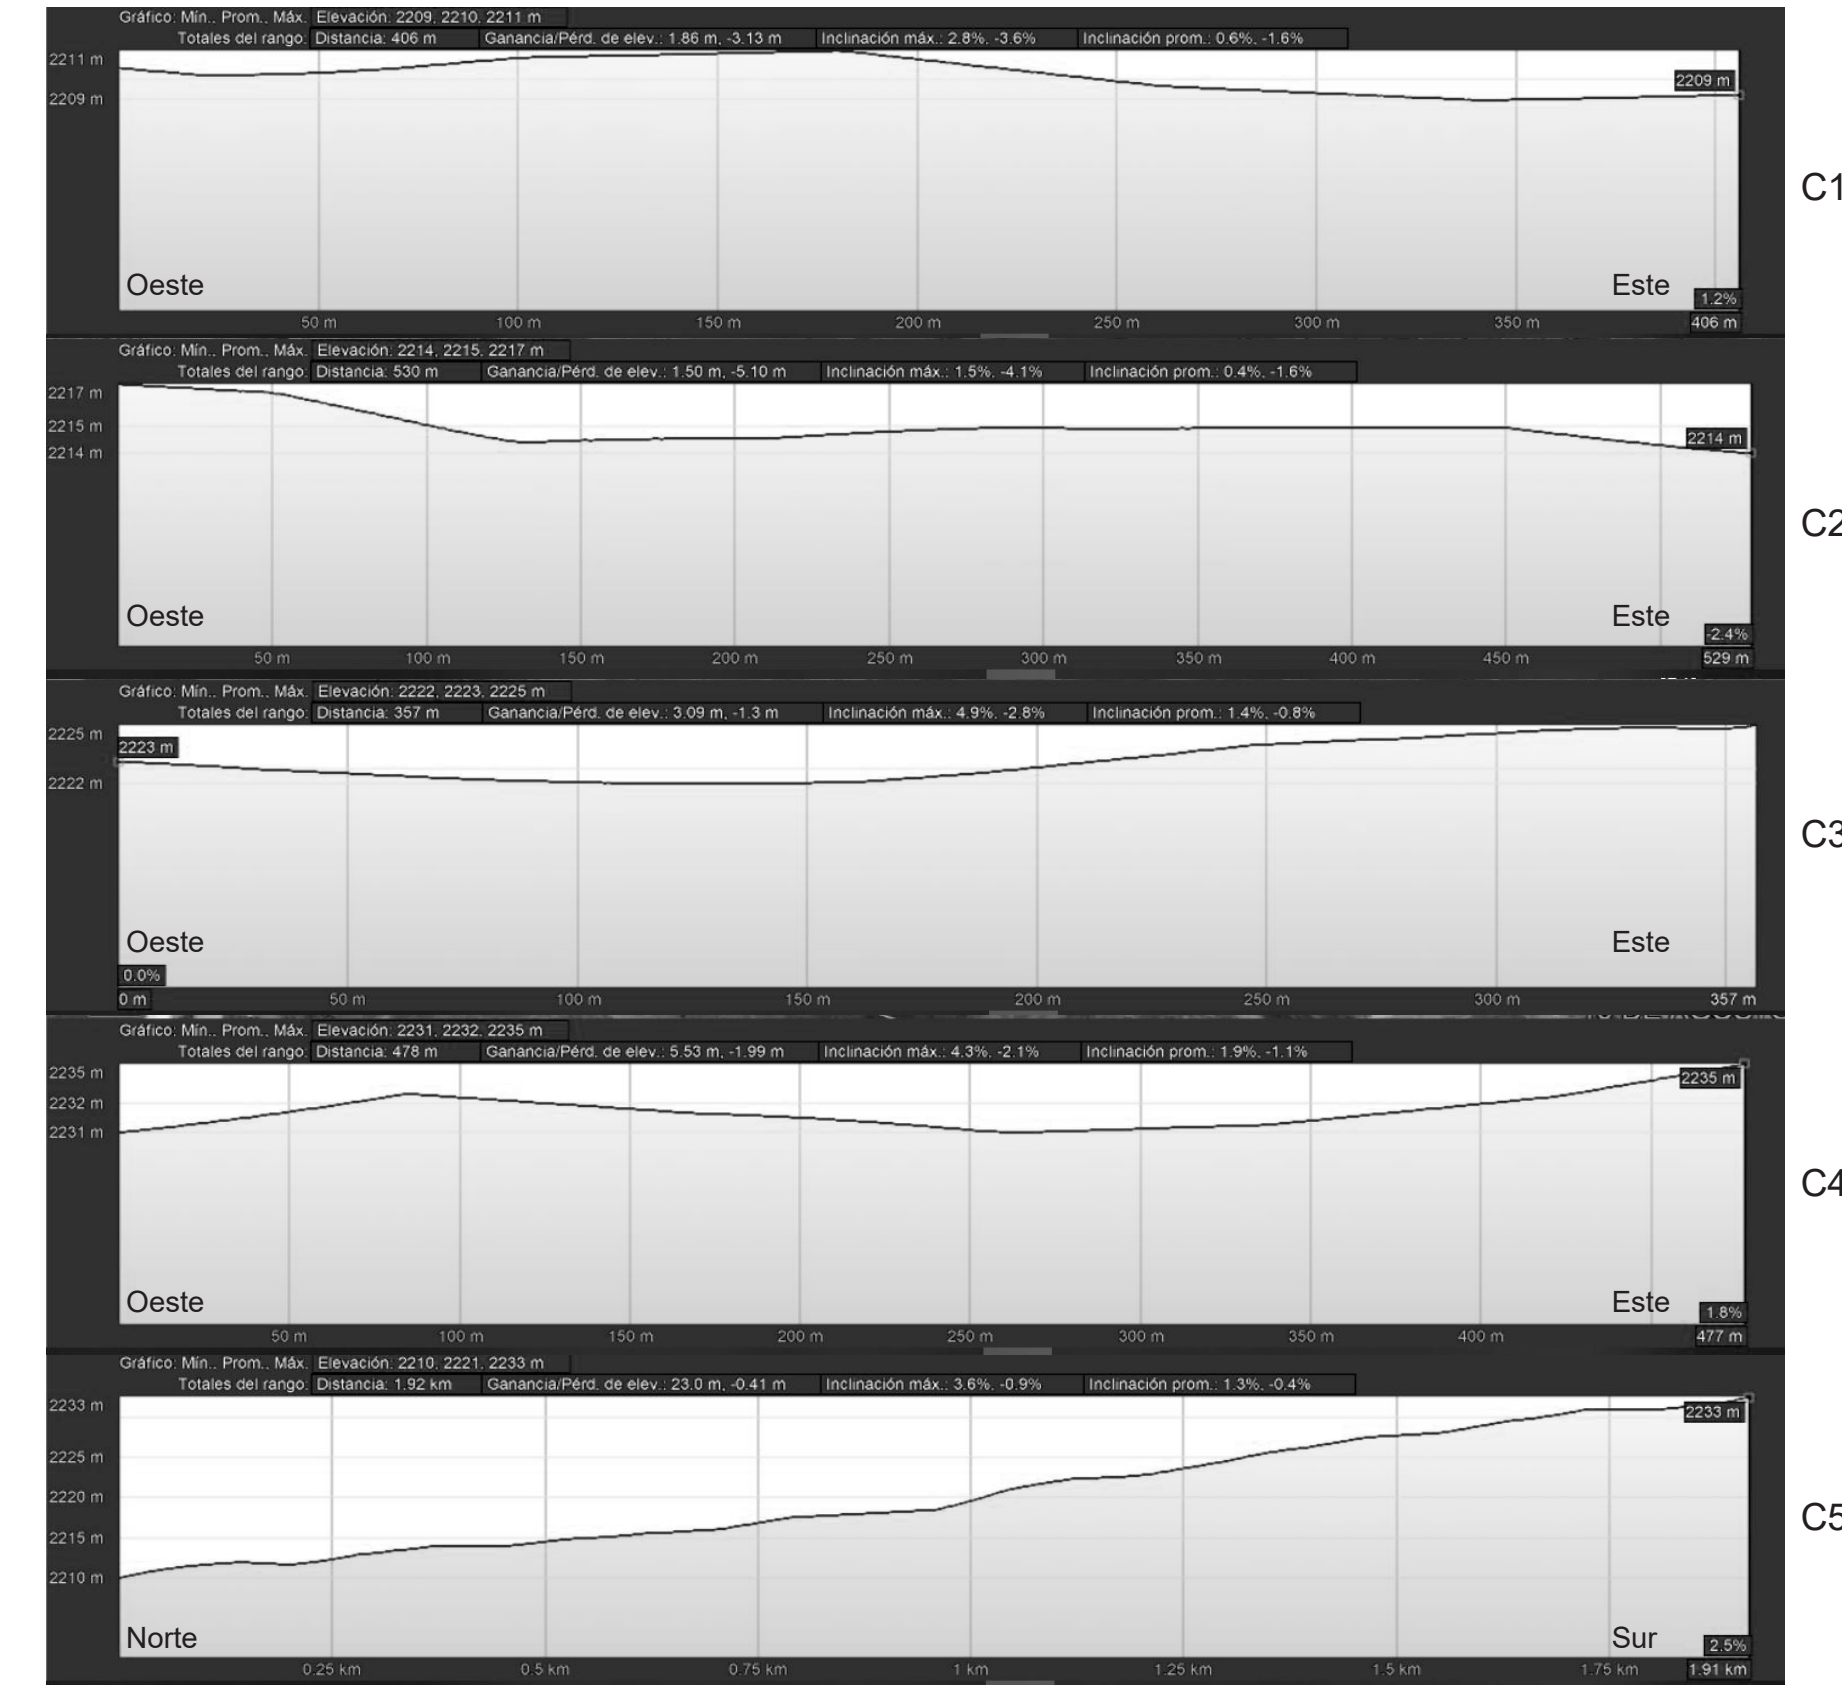 Gráfico: Mín.. Prom.. Máx. Elevación: 2209, 2210, 2211 m
Totales del rango: Distancia: 406 m Ganancia/Pérd. de elev.: 1.86 m, -3.13 m Inclinación máx.: 2.8%, -3.6% Inclinación prom.: 0.6%, -1.6%
2211 m
2209 m
2209 m
C1
Oeste
Este
1.2%
50 m 100 m 150 m 200 m 250 m 300 m 350 m 406 m
Gráfico: Mín.. Prom.. Máx. Elevación: 2214, 2215, 2217 m
Totales del rango: Distancia: 530 m Ganancia/Pérd. de elev.: 1.50 m, -5.10 m Inclinación máx.: 1.5%, -4.1% Inclinación prom.: 0.4%, -1.6%
2217 m
2215 m
2214 m
2214 m
C2
Oeste
Este
-2.4%
50 m 100 m 150 m 200 m 250 m 300 m 350 m 400 m 450 m 529 m
Gráfico: Mín.. Prom.. Máx. Elevación: 2222, 2223, 2225 m
Totales del rango: Distancia: 357 m Ganancia/Pérd. de elev.: 3.09 m, -1.3 m Inclinación máx.: 4.9%, -2.8% Inclinación prom.: 1.4%, -0.8%
2225 m
2223 m
2222 m
C3
Oeste
Este
0.0%
0 m 50 m 100 m 150 m 200 m 250 m 300 m 357 m
Gráfico: Mín.. Prom.. Máx. Elevación: 2231, 2232, 2235 m
Totales del rango: Distancia: 478 m Ganancia/Pérd. de elev.: 5.53 m, -1.99 m Inclinación máx.: 4.3%, -2.1% Inclinación prom.: 1.9%, -1.1%
2235 m
2235 m
2232 m
2231 m
C4
Oeste
Este
1.8%
50 m 100 m 150 m 200 m 250 m 300 m 350 m 400 m 477 m
Gráfico: Mín.. Prom.. Máx. Elevación: 2210, 2221, 2233 m
Totales del rango: Distancia: 1.92 km Ganancia/Pérd. de elev.: 23.0 m, -0.41 m Inclinación máx.: 3.6%, -0.9% Inclinación prom.: 1.3%, -0.4%
2233 m
2233 m
2225 m
2220 m
2215 m
2210 m
C5
Norte
Sur
2.5%
0.25 km 0.5 km 0.75 km 1 km 1.25 km 1.5 km 1.75 km 1.91 km